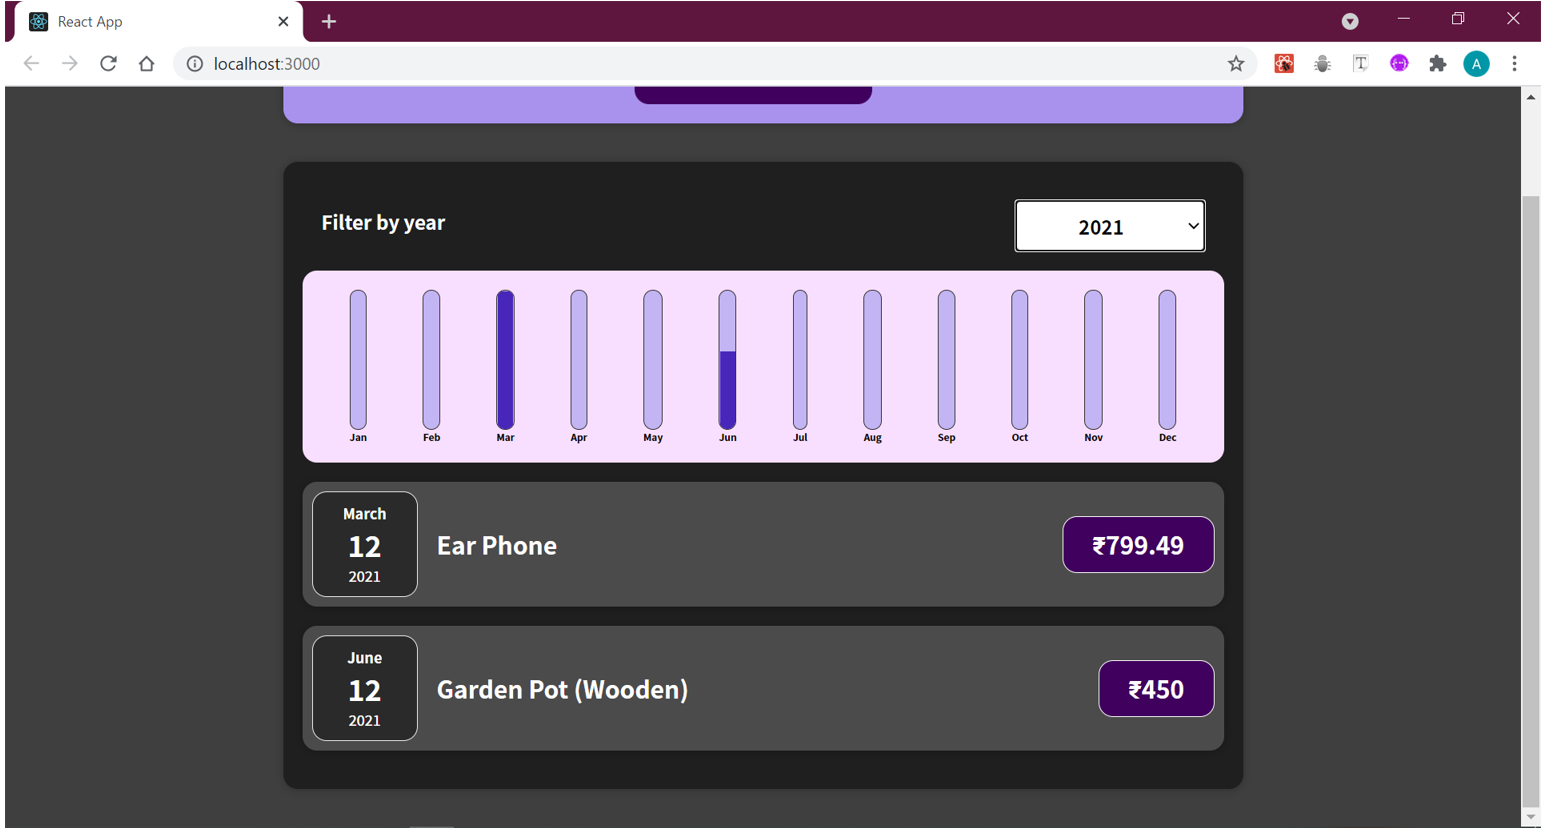 React App
localhost:3000
A
Filter by year
2021
Jan Feb Mar Apr May Jun Jul Aug Sep Oct Nov Dec
March
12
2021
Ear Phone
₹799.49
June
12
2021
Garden Pot (Wooden)
₹450